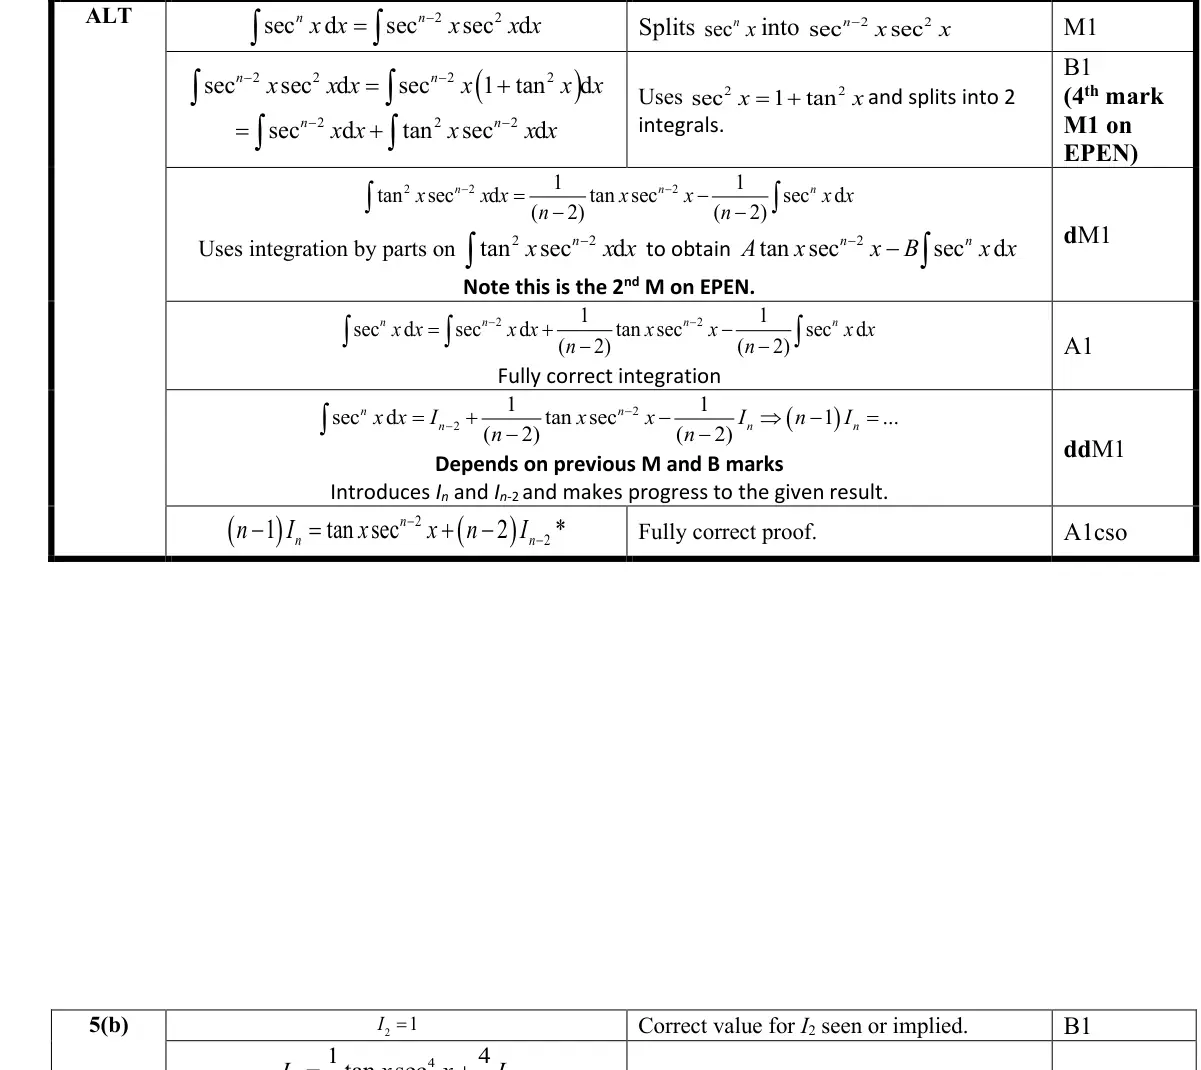 ALT
∫ secⁿ x dx = ∫ secⁿ⁻² x sec² xdx
Splits secⁿ x into secⁿ⁻² x sec² x
M1
∫ secⁿ⁻² x sec² xdx = ∫ secⁿ⁻² x(1 + tan² x)dx
= ∫ secⁿ⁻² xdx + ∫ tan² x secⁿ⁻² xdx
Uses sec² x = 1 + tan² x and splits into 2
integrals.
B1
(4th mark
M1 on
EPEN)
∫ tan² x secⁿ⁻² xdx = 1/(n − 2) tan x secⁿ⁻² x − 1/(n − 2) ∫ secⁿ x dx
Uses integration by parts on ∫ tan² x secⁿ⁻² xdx to obtain A tan x secⁿ⁻² x − B∫ secⁿ x dx
Note this is the 2nd M on EPEN.
dM1
∫ secⁿ x dx = ∫ secⁿ⁻² x dx + 1/(n − 2) tan x secⁿ⁻² x − 1/(n − 2) ∫ secⁿ x dx
Fully correct integration
A1
∫ secⁿ x dx = Iₙ₋₂ + 1/(n − 2) tan x secⁿ⁻² x − 1/(n − 2) Iₙ ⇒ (n − 1) Iₙ = ...
Depends on previous M and B marks
Introduces Iₙ and Iₙ₋₂ and makes progress to the given result.
ddM1
(n − 1) Iₙ = tan x secⁿ⁻² x + (n − 2) Iₙ₋₂ *
Fully correct proof.
A1cso
5(b)
I₂ = 1
Correct value for I₂ seen or implied.
B1